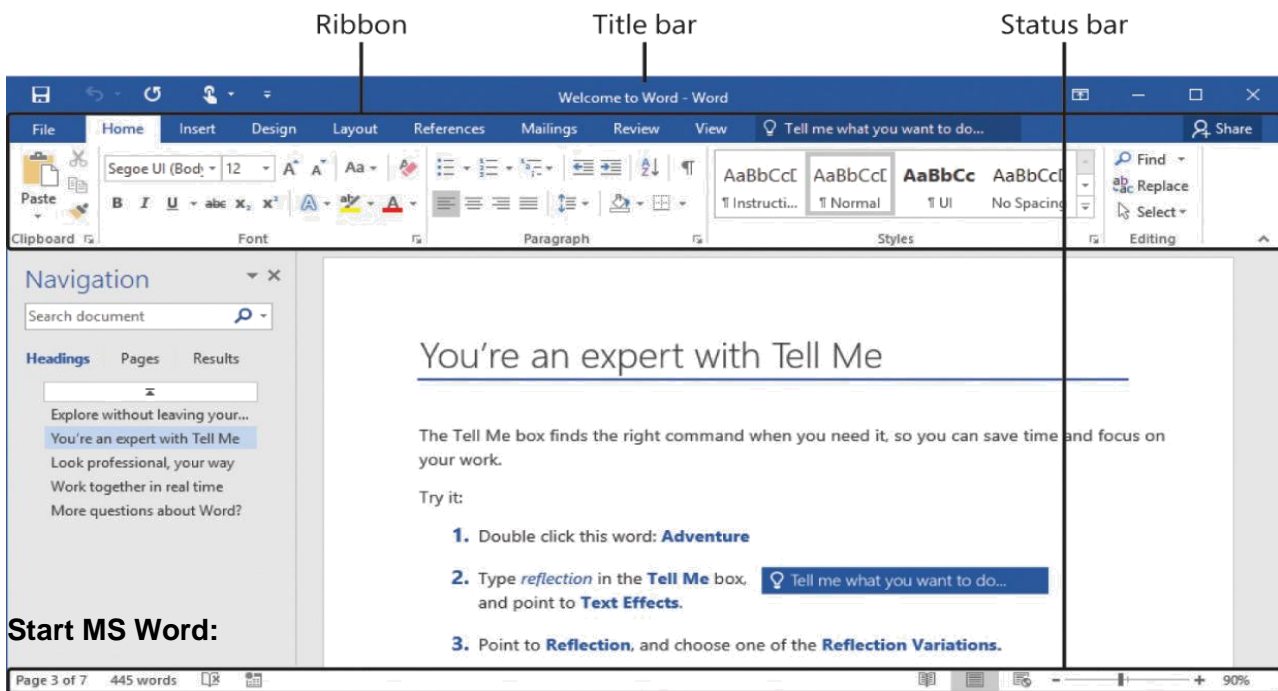 Ribbon Title bar Status bar
Welcome to Word - Word
File Home Insert Design Layout References Mailings Review View Tell me what you want to do... Share
Paste
Segoe UI (Body 12 A A Aa
B I U abc X₂ X² A ab A
AaBbCcD AaBbCcD AaBbCc AaBbCcD
¶ Instructi... ¶ Normal ¶ UI No Spacing
Find
Replace
Select
Clipboard Font Paragraph Styles Editing
Navigation
Search document
Headings Pages Results
Explore without leaving your...
You're an expert with Tell Me
Look professional, your way
Work together in real time
More questions about Word?
You're an expert with Tell Me
The Tell Me box finds the right command when you need it, so you can save time and focus on
your work.
Try it:
1. Double click this word: Adventure
2. Type reflection in the Tell Me box, Tell me what you want to do...
and point to Text Effects.
3. Point to Reflection, and choose one of the Reflection Variations.
Start MS Word:
Page 3 of 7 445 words 90%